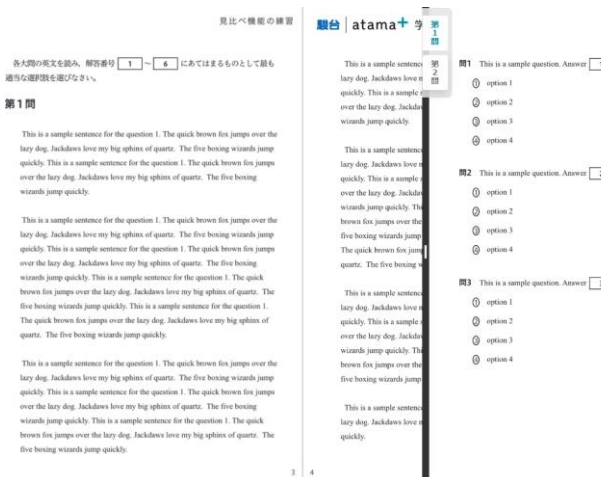 見比べ機能の練習
各大問の英文を読み、解答番号 1 ～ 6 にあてはまるものとして最も
適当な選択肢を選びなさい。
第1問
This is a sample sentence for the question 1. The quick brown fox jumps over the
lazy dog. Jackdaws love my big sphinx of quartz. The five boxing wizards jump
quickly. This is a sample sentence for the question 1. The quick brown fox jumps
over the lazy dog. Jackdaws love my big sphinx of quartz. The five boxing
wizards jump quickly.
This is a sample sentence for the question 1. The quick brown fox jumps over the
lazy dog. Jackdaws love my big sphinx of quartz. The five boxing wizards jump
quickly. This is a sample sentence for the question 1. The quick brown fox jumps
over the lazy dog. Jackdaws love my big sphinx of quartz. The five boxing
wizards jump quickly. This is a sample sentence for the question 1. The quick
brown fox jumps over the lazy dog. Jackdaws love my big sphinx of quartz. The
five boxing wizards jump quickly. This is a sample sentence for the question 1.
The quick brown fox jumps over the lazy dog. Jackdaws love my big sphinx of
quartz. The five boxing wizards jump quickly.
This is a sample sentence for the question 1. The quick brown fox jumps over the
lazy dog. Jackdaws love my big sphinx of quartz. The five boxing wizards jump
quickly. This is a sample sentence for the question 1. The quick brown fox jumps
over the lazy dog. Jackdaws love my big sphinx of quartz. The five boxing
wizards jump quickly. This is a sample sentence for the question 1. The quick
brown fox jumps over the lazy dog. Jackdaws love my big sphinx of quartz. The
five boxing wizards jump quickly.
3
駿台 atama+ 学
This is a sample sentence
lazy dog. Jackdaws love
quickly. This is a sample
over the lazy dog.
wizards jump quickly.
This is a sample sentence
lazy dog. Jackdaws love
quickly. This is a sample
over the lazy dog.
wizards jump quickly.
brown fox jumps over the
five boxing wizards jump
The quick brown fox
quartz. The five boxing
This is a sample sentence
lazy dog. Jackdaws love
quickly. This is a sample
over the lazy dog.
wizards jump quickly.
brown fox jumps over the
five boxing wizards jump
This is a sample sentence
lazy dog. Jackdaws love
quickly.
4
第1問
第2問
問1 This is a sample question. Answer
① option 1
② option 2
③ option 3
④ option 4
問2 This is a sample question. Answer
① option 1
② option 2
③ option 3
④ option 4
問3 This is a sample question. Answer
① option 1
② option 2
③ option 3
④ option 4